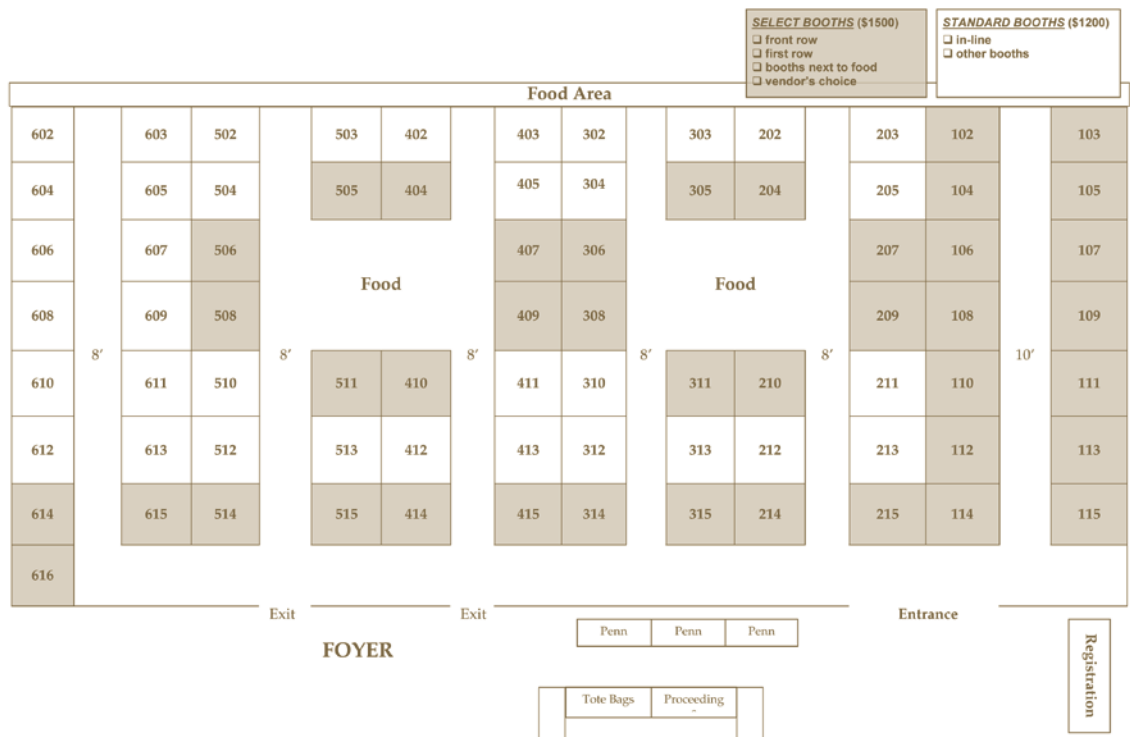 SELECT BOOTHS ($1500)
❑ front row
❑ first row
❑ booths next to food
❑ vendor's choice
STANDARD BOOTHS ($1200)
❑ in-line
❑ other booths
Food Area
602 603 502 503 402 403 302 303 202 203 102 103
604 605 504 505 404 405 304 305 204 205 104 105
606 607 506 407 306 207 106 107
Food Food
608 609 508 409 308 209 108 109
8′ 8′ 8′ 8′ 8′ 10′
610 611 510 511 410 411 310 311 210 211 110 111
612 613 512 513 412 413 312 313 212 213 112 113
614 615 514 515 414 415 314 315 214 215 114 115
616
Exit Exit Entrance
FOYER
Penn Penn Penn
Registration
Tote Bags Proceeding
-